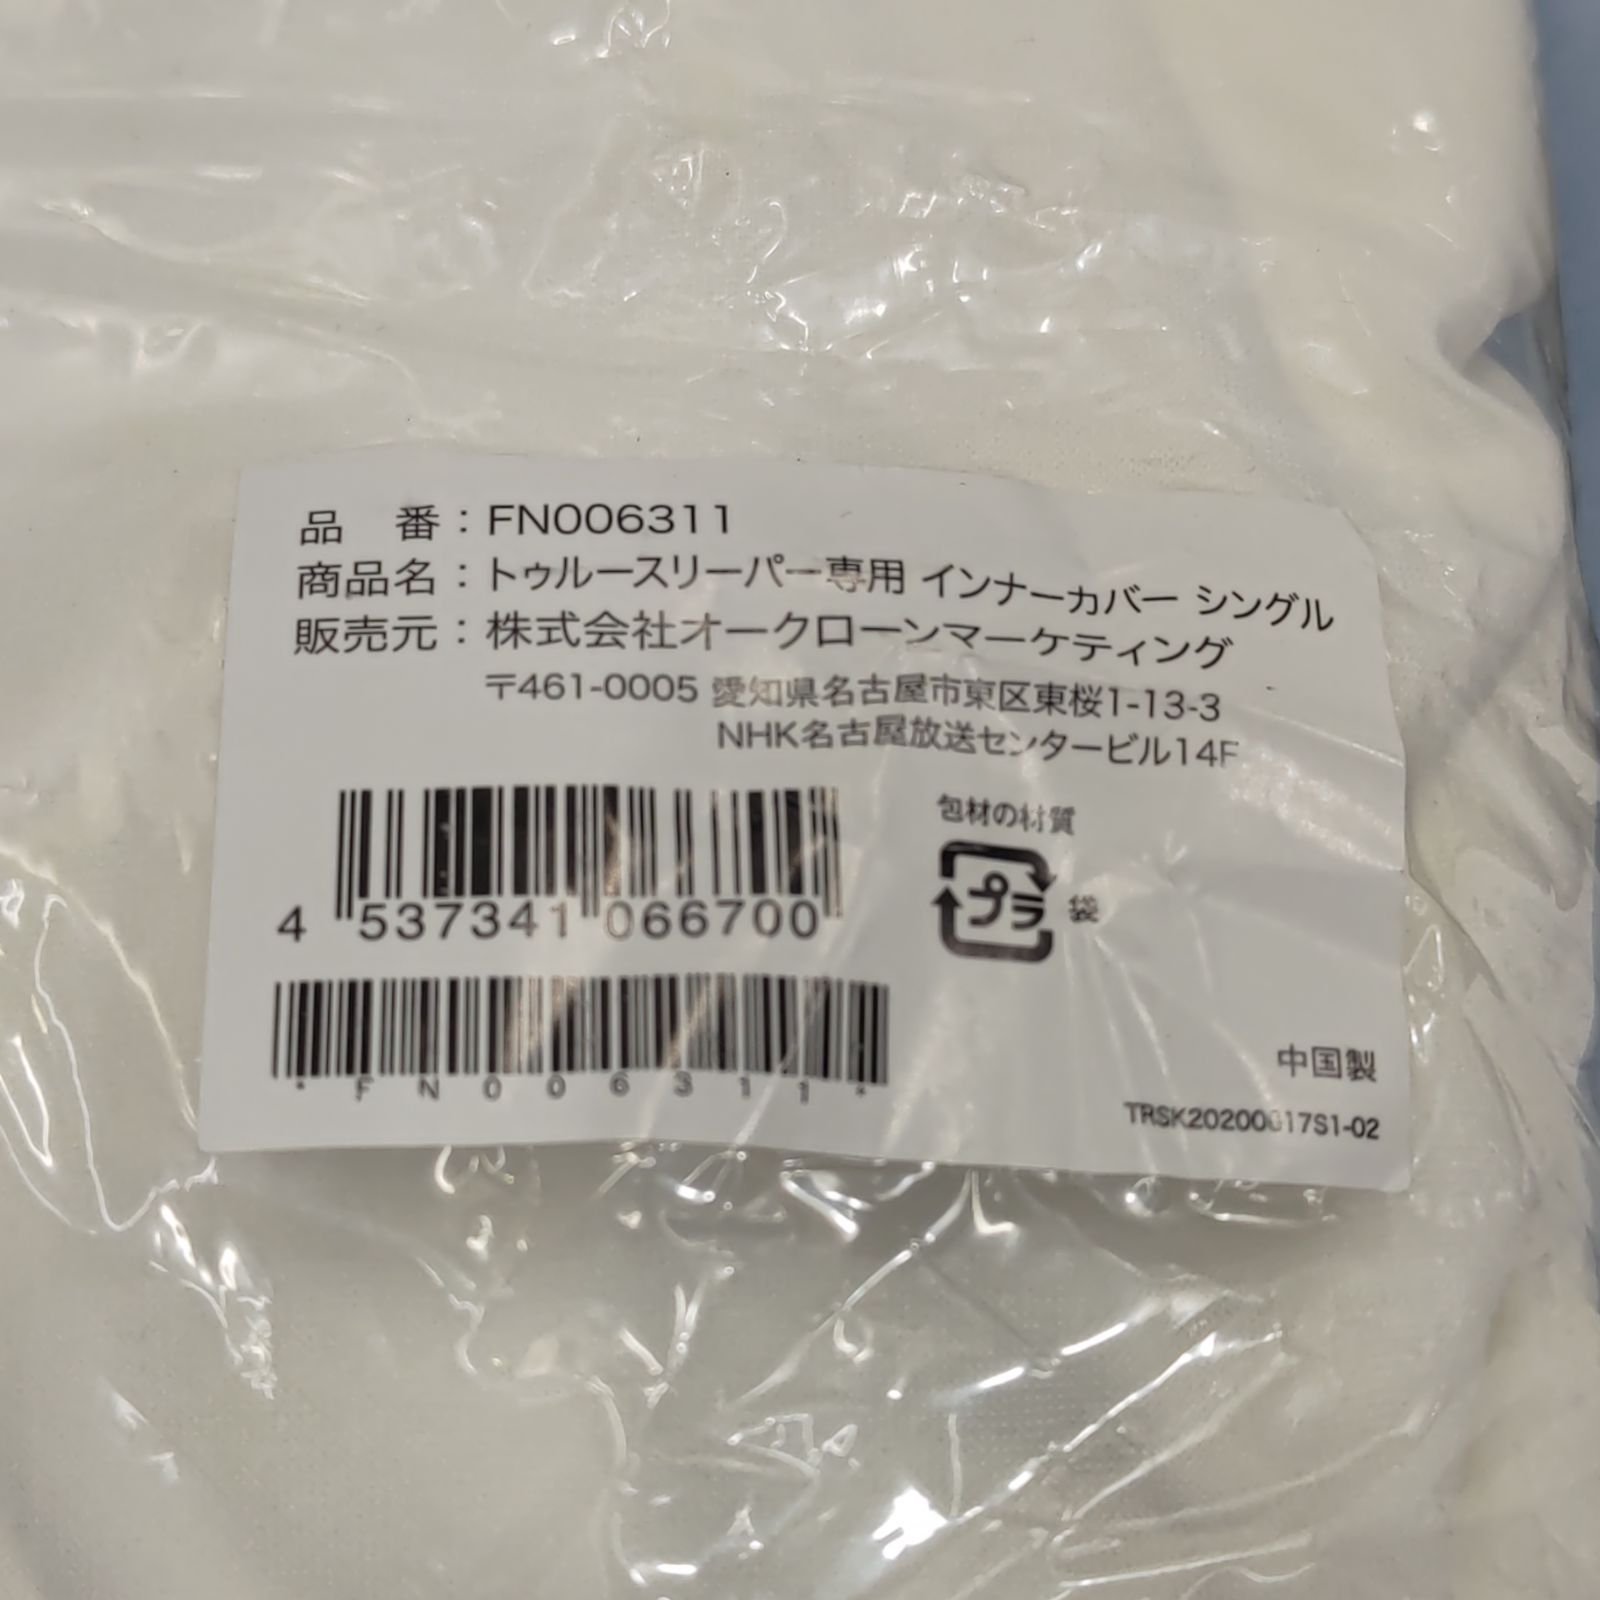 品　番：FN006311
商品名：トゥルースリーパー専用 インナーカバー シングル
販売元：株式会社オークローンマーケティング
〒461-0005 愛知県名古屋市東区東桜1-13-3
NHK名古屋放送センタービル14F
包材の材質
プラ 袋
4 537341 066700
*FN006311*
中国製
TRSK20200617S1-02